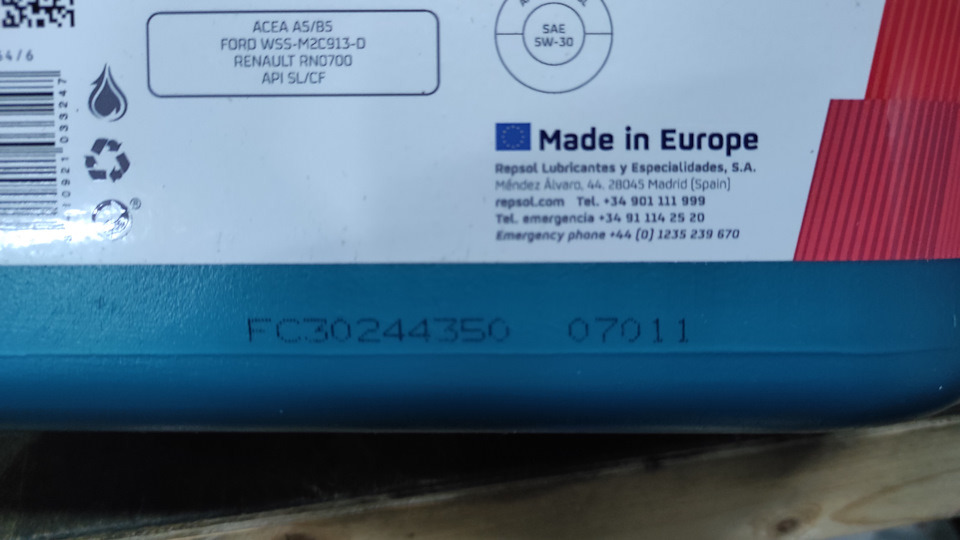 64/6
ACEA A5/B5
FORD WSS-M2C913-D
RENAULT RN0700
API SL/CF
SAE
5W-30
Made in Europe
Repsol Lubricantes y Especialidades, S.A.
Méndez Álvaro, 44. 28045 Madrid (Spain)
repsol.com Tel. +34 901 111 999
Tel. emergencia +34 91 114 25 20
Emergency phone +44 (0) 1235 239 670
FC30244350 07011